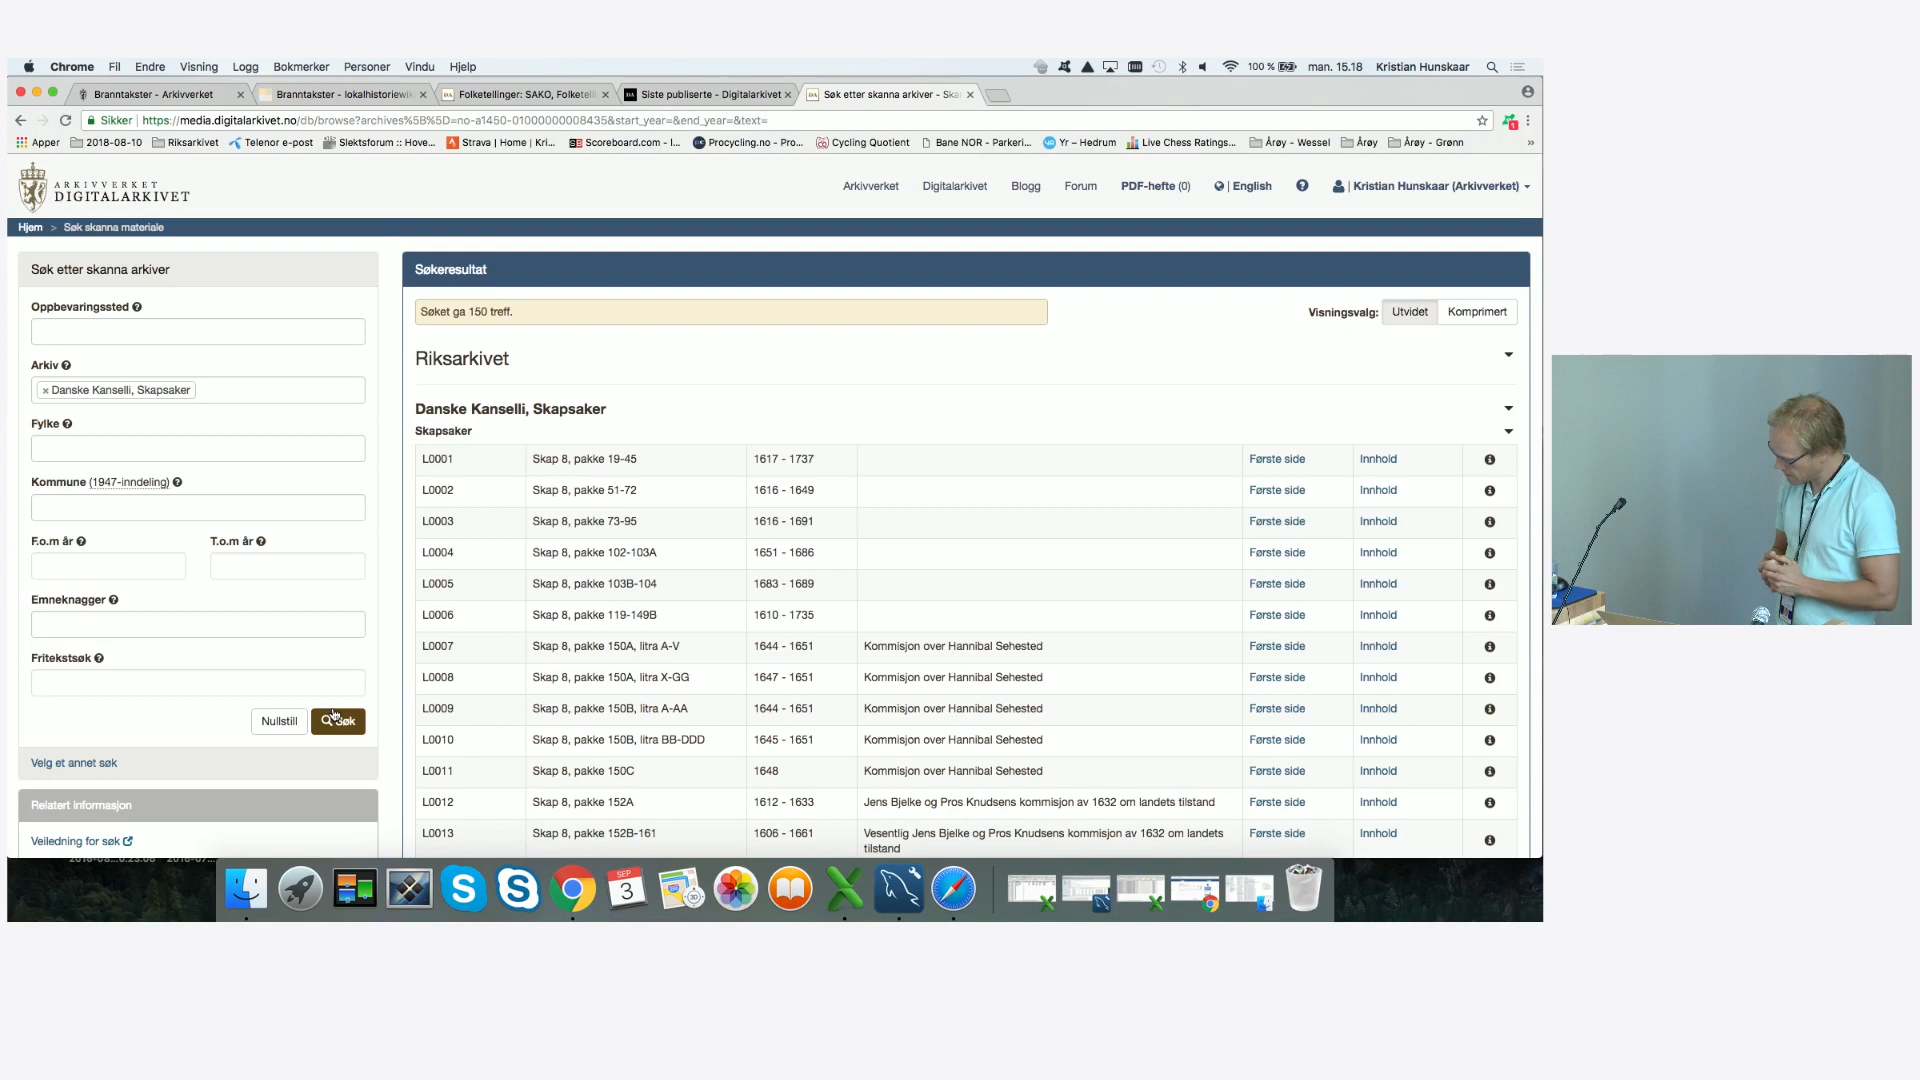 Chrome Fil Endre Visning Logg Bokmerker Personer Vindu Hjelp 100 % man. 15.18 Kristian Hunskaar
Branntakster - Arkivverket Branntakster - lokalhistoriewi Folketellinger: SAKO, Folketell Siste publiserte - Digitalarkivet Søk etter skanna arkiver - Ska
Sikker https://media.digitalarkivet.no/db/browse?archives%5B%5D=no-a1450-01000000008435&start_year=&end_year=&text=
Apper 2018-08-10 Riksarkivet Telenor e-post Slektsforum :: Hove... Strava | Home | Kri... Scoreboard.com - l... Procycling.no - Pro... Cycling Quotient Bane NOR - Parkeri... Yr – Hedrum Live Chess Ratings... Årøy - Wessel Årøy Årøy - Grønn »
ARKIVVERKET
DIGITALARKIVET
Arkivverket Digitalarkivet Blogg Forum PDF-hefte (0) | English | Kristian Hunskaar (Arkivverket)
Hjem > Søk skanna materiale
Søk etter skanna arkiver
Oppbevaringssted
Arkiv
× Danske Kanselli, Skapsaker
Fylke
Kommune (1947-inndeling)
F.o.m år T.o.m år
Emneknagger
Fritekstsøk
Nullstill Søk
Velg et annet søk
Relatert informasjon
Veiledning for søk
Søkeresultat
Søket ga 150 treff.
Visningsvalg: Utvidet Komprimert
Riksarkivet
Danske Kanselli, Skapsaker
Skapsaker
L0001 Skap 8, pakke 19-45 1617 - 1737 Første side Innhold
L0002 Skap 8, pakke 51-72 1616 - 1649 Første side Innhold
L0003 Skap 8, pakke 73-95 1616 - 1691 Første side Innhold
L0004 Skap 8, pakke 102-103A 1651 - 1686 Første side Innhold
L0005 Skap 8, pakke 103B-104 1683 - 1689 Første side Innhold
L0006 Skap 8, pakke 119-149B 1610 - 1735 Første side Innhold
L0007 Skap 8, pakke 150A, litra A-V 1644 - 1651 Kommisjon over Hannibal Sehested Første side Innhold
L0008 Skap 8, pakke 150A, litra X-GG 1647 - 1651 Kommisjon over Hannibal Sehested Første side Innhold
L0009 Skap 8, pakke 150B, litra A-AA 1644 - 1651 Kommisjon over Hannibal Sehested Første side Innhold
L0010 Skap 8, pakke 150B, litra BB-DDD 1645 - 1651 Kommisjon over Hannibal Sehested Første side Innhold
L0011 Skap 8, pakke 150C 1648 Kommisjon over Hannibal Sehested Første side Innhold
L0012 Skap 8, pakke 152A 1612 - 1633 Jens Bjelke og Pros Knudsens kommisjon av 1632 om landets tilstand Første side Innhold
L0013 Skap 8, pakke 152B-161 1606 - 1661 Vesentlig Jens Bjelke og Pros Knudsens kommisjon av 1632 om landets Første side Innhold
tilstand
SEP
3